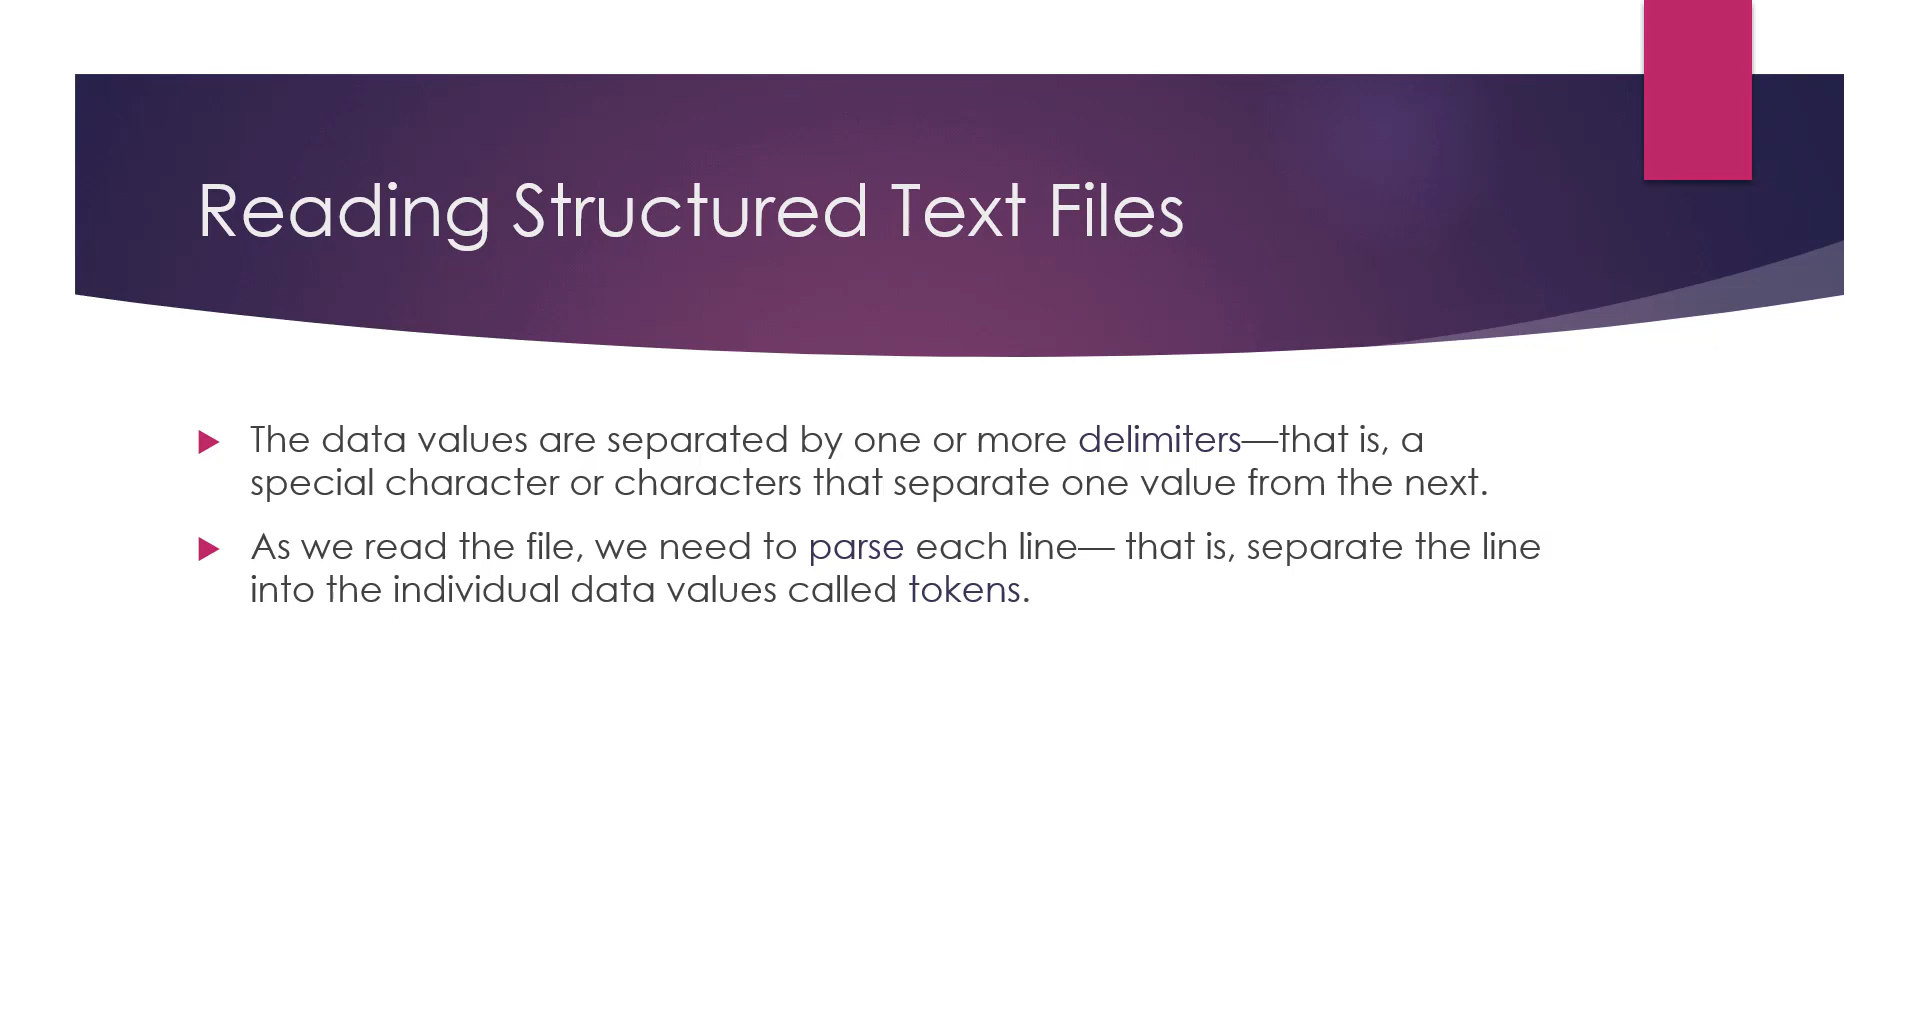 Reading Structured Text Files
The data values are separated by one or more delimiters—that is, a
special character or characters that separate one value from the next.
As we read the file, we need to parse each line— that is, separate the line
into the individual data values called tokens.